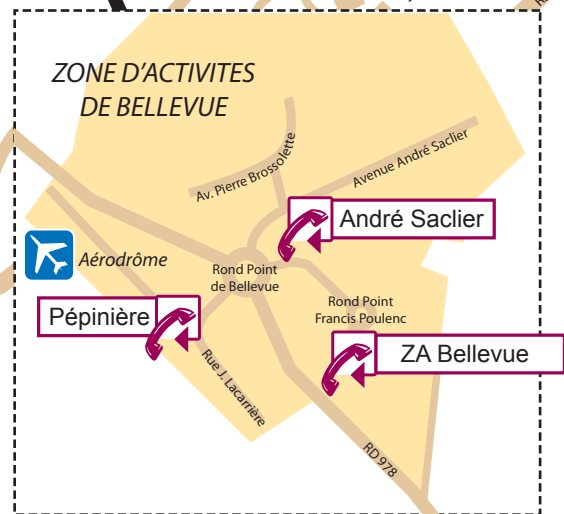 ZONE D'ACTIVITES
DE BELLEVUE
Av. Pierre Brossolette
Avenue André Saclier
André Saclier
Aérodrôme
Rond Point
de Bellevue
Pépinière
Rond Point
Francis Poulenc
ZA Bellevue
Rue J. Lacarrière
RD 978